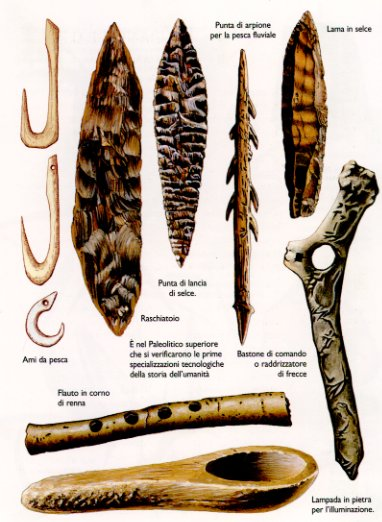 Punta di arpione
per la pesca fluviale
Lama in selce
Punta di lancia
di selce.
Raschiatoio
È nel Paleolitico superiore
che si verificarono le prime
specializzazioni tecnologiche
della storia dell'umanità
Bastone di comando
o raddrizzatore
di frecce
Ami da pesca
Flauto in corno
di renna
Lampada in pietra
per l'illuminazione.